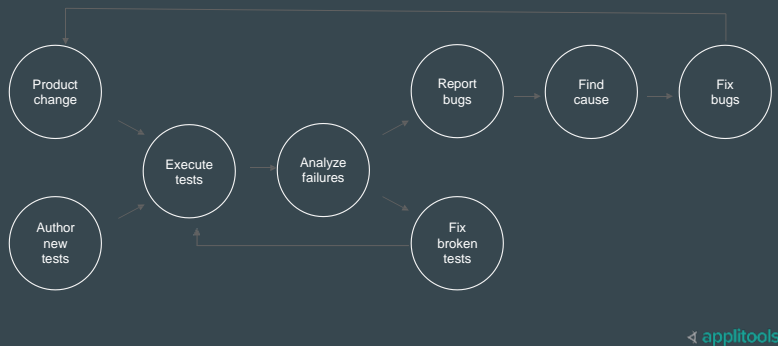 Product
change
Author
new
tests
Execute
tests
Analyze
failures
Report
bugs
Find
cause
Fix
bugs
Fix
broken
tests
applitools